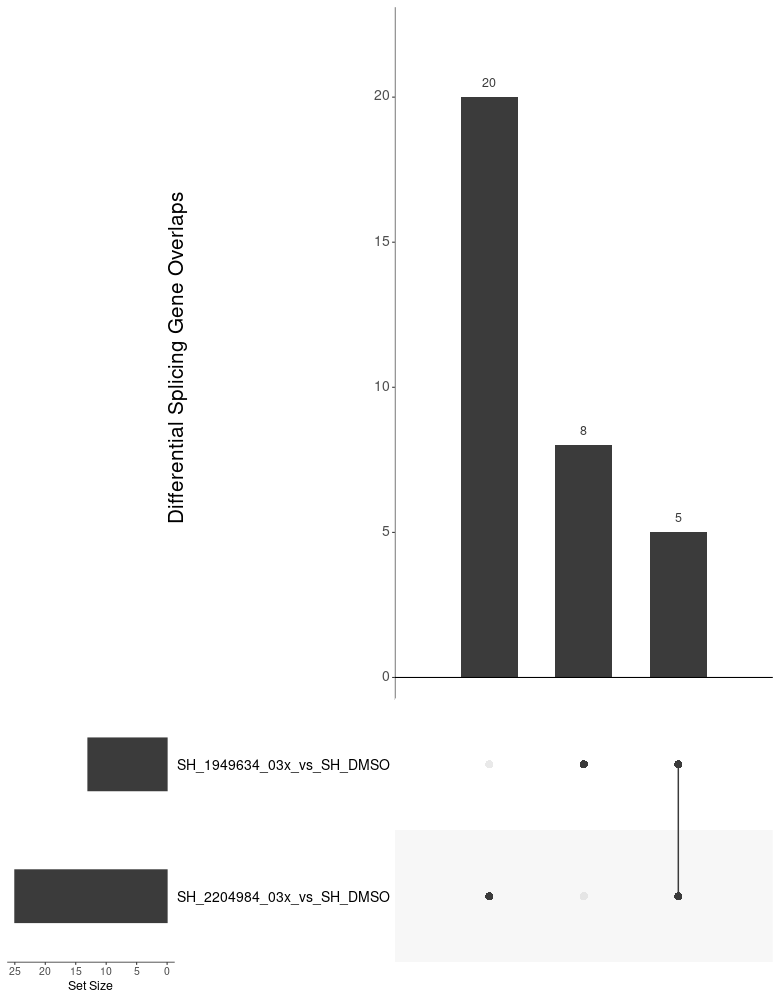 Differential Splicing Gene Overlaps
20
15
10
5
0
20
8
5
SH_1949634_03x_vs_SH_DMSO
SH_2204984_03x_vs_SH_DMSO
25 20 15 10 5 0
Set Size